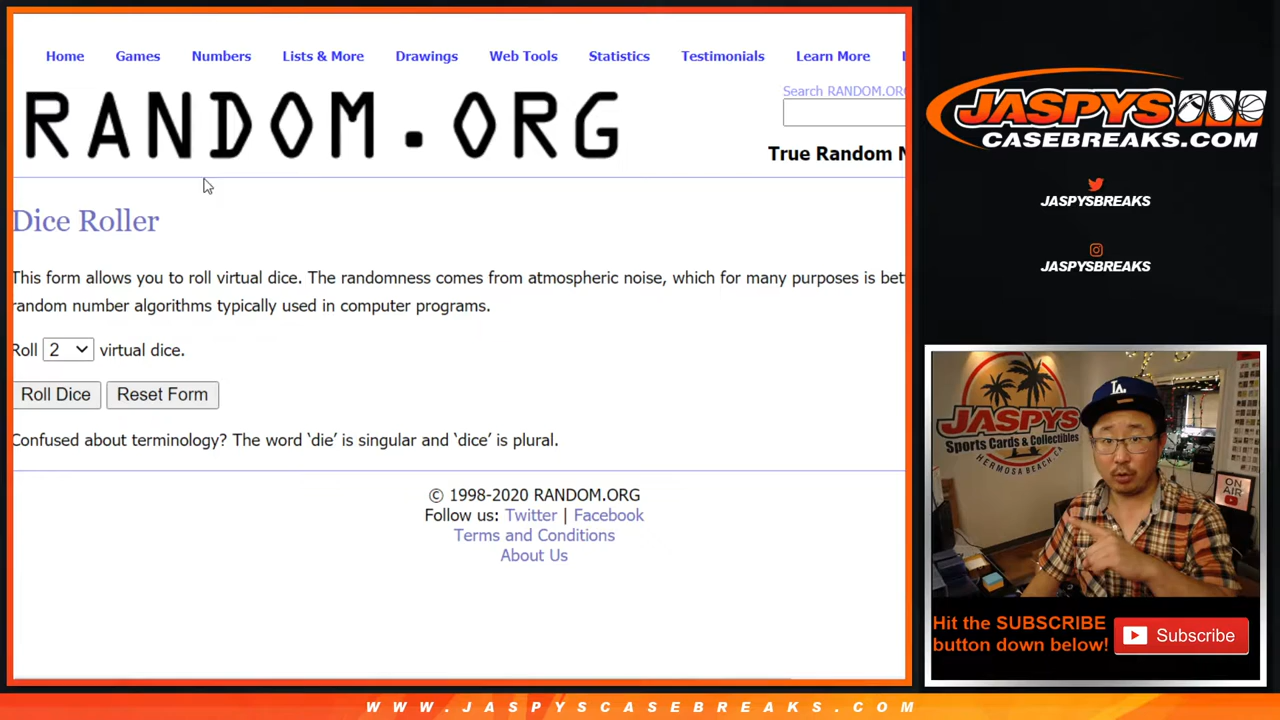 Home Games Numbers Lists & More Drawings Web Tools Statistics Testimonials Learn More
RANDOM.ORG
Search RANDOM.ORG
True Random N
Dice Roller
This form allows you to roll virtual dice. The randomness comes from atmospheric noise, which for many purposes is bet
random number algorithms typically used in computer programs.
Roll 2 virtual dice.
Roll Dice Reset Form
Confused about terminology? The word ‘die’ is singular and ‘dice’ is plural.
© 1998-2020 RANDOM.ORG
Follow us: Twitter | Facebook
Terms and Conditions
About Us
JASPYS
CASEBREAKS.COM
JASPYSBREAKS
JASPYSBREAKS
JASPYS
Sports Cards & Collectibles
HERMOSA BEACH, CA
LA
ON
AIR
Hit the SUBSCRIBE
button down below!
Subscribe
WWW.JASPYSCASEBREAKS.COM